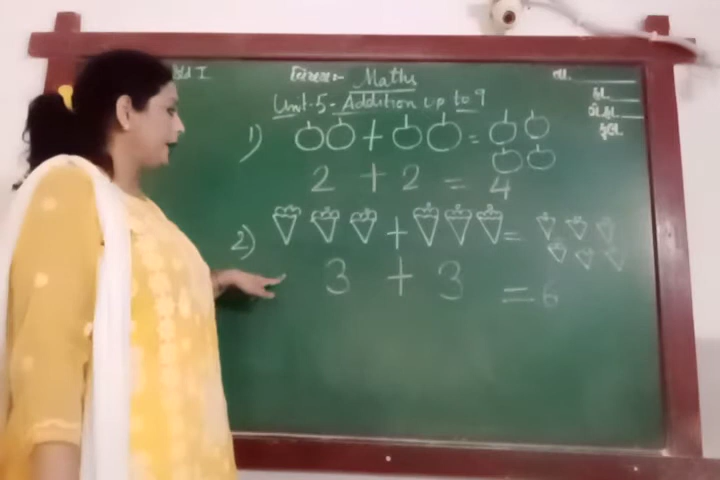 વિષય:- Maths
Unit-5- Addition up to 9
તા.
1) + =
2 + 2 = 4
2) + =
3 + 3 = 6